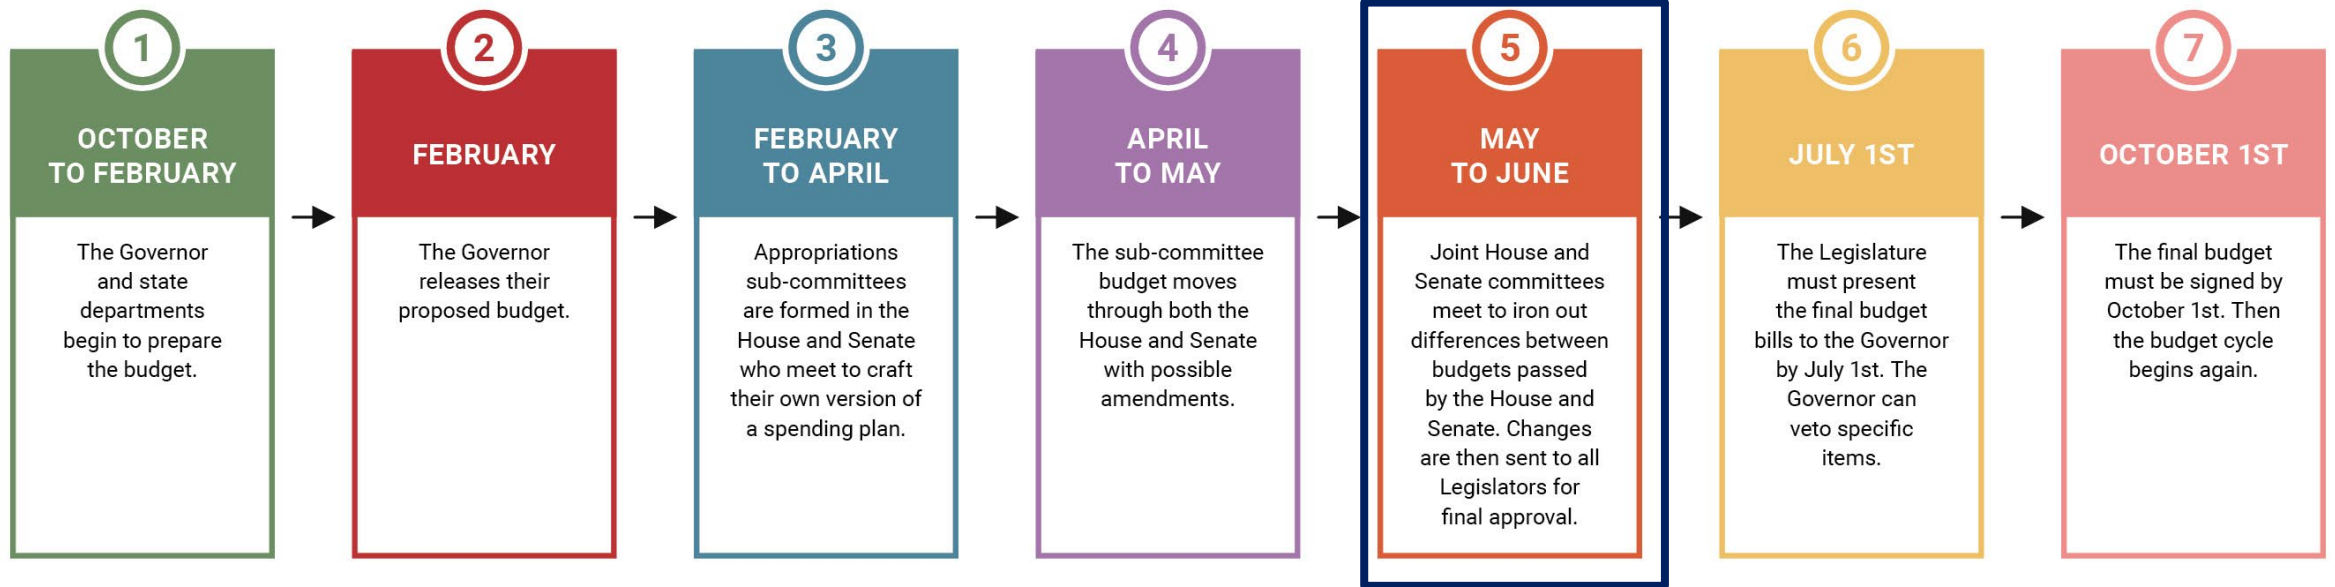 1
OCTOBER
TO FEBRUARY
The Governor
and state
departments
begin to prepare
the budget.
2
FEBRUARY
The Governor
releases their
proposed budget.
3
FEBRUARY
TO APRIL
Appropriations
sub-committees
are formed in the
House and Senate
who meet to craft
their own version of
a spending plan.
4
APRIL
TO MAY
The sub-committee
budget moves
through both the
House and Senate
with possible
amendments.
5
MAY
TO JUNE
Joint House and
Senate committees
meet to iron out
differences between
budgets passed
by the House and
Senate. Changes
are then sent to all
Legislators for
final approval.
6
JULY 1ST
The Legislature
must present
the final budget
bills to the Governor
by July 1st. The
Governor can
veto specific
items.
7
OCTOBER 1ST
The final budget
must be signed by
October 1st. Then
the budget cycle
begins again.